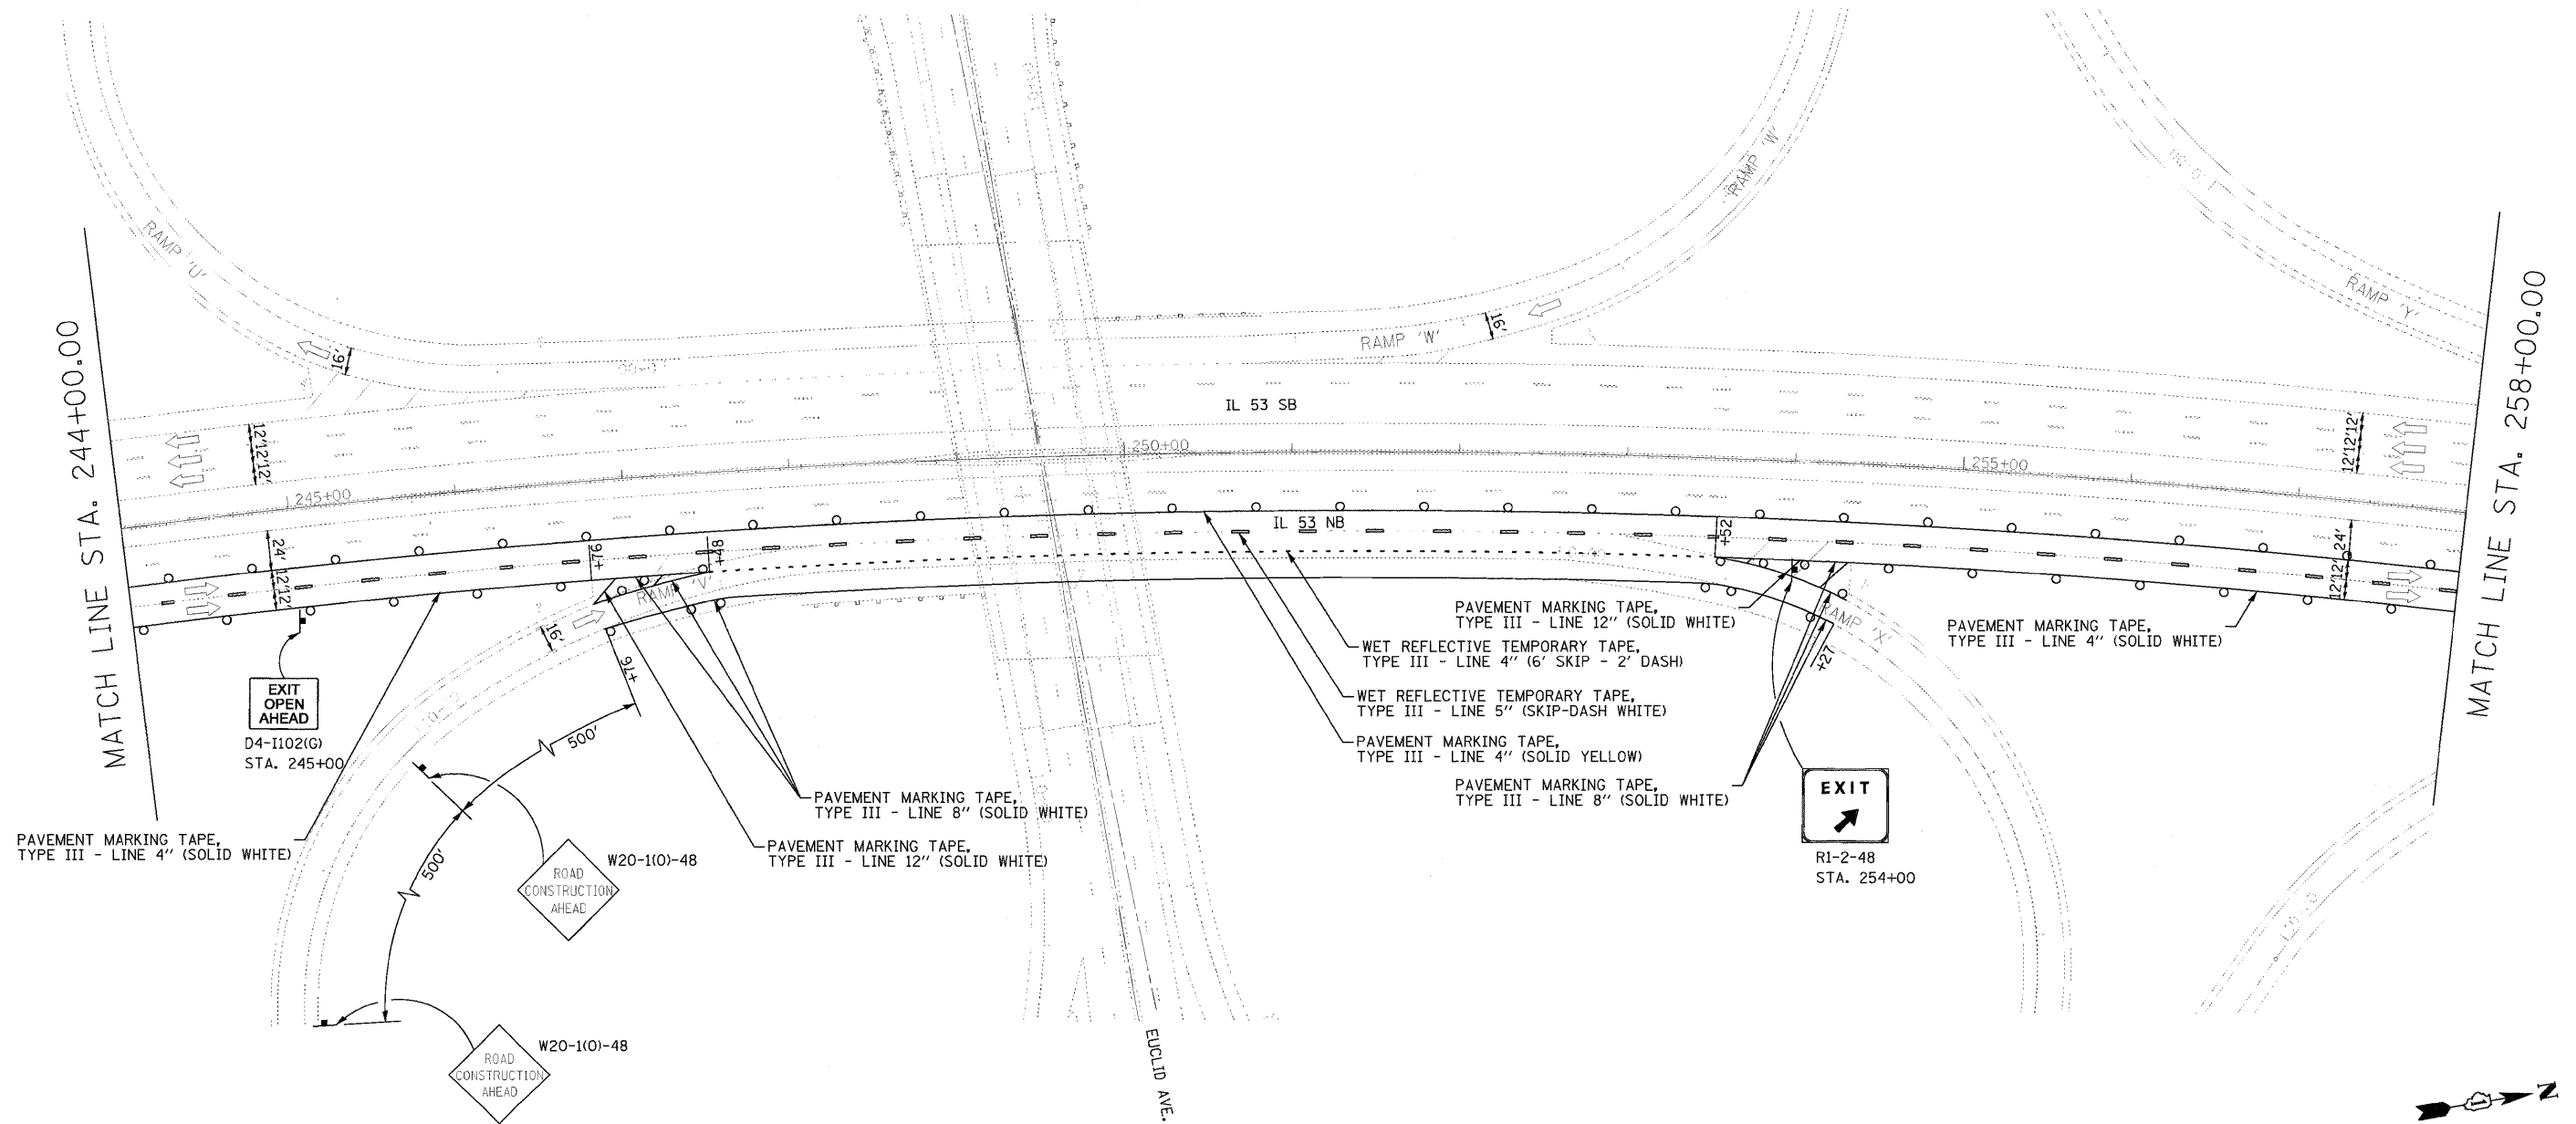 MATCH LINE STA. 244+00.00
MATCH LINE STA. 258+00.00
RAMP 'U'
RAMP 'W'
RAMP 'W'
RAMP 'Y'
16'
16'
IL 53 SB
12'12'12'
12'12'12'
245+00
250+00
255+00
IL 53 NB
24'
12'12'
+76
+48
+52
24'
12'12'
RAMP 'V'
16'
+76
RAMP 'X'
+27
EXIT
OPEN
AHEAD
D4-I102(G)
STA. 245+00
500'
500'
PAVEMENT MARKING TAPE,
TYPE III - LINE 4" (SOLID WHITE)
PAVEMENT MARKING TAPE,
TYPE III - LINE 8" (SOLID WHITE)
PAVEMENT MARKING TAPE,
TYPE III - LINE 12" (SOLID WHITE)
ROAD
CONSTRUCTION
AHEAD
W20-1(O)-48
ROAD
CONSTRUCTION
AHEAD
W20-1(O)-48
PAVEMENT MARKING TAPE,
TYPE III - LINE 12" (SOLID WHITE)
WET REFLECTIVE TEMPORARY TAPE,
TYPE III - LINE 4" (6' SKIP - 2' DASH)
WET REFLECTIVE TEMPORARY TAPE,
TYPE III - LINE 5" (SKIP-DASH WHITE)
PAVEMENT MARKING TAPE,
TYPE III - LINE 4" (SOLID YELLOW)
PAVEMENT MARKING TAPE,
TYPE III - LINE 8" (SOLID WHITE)
PAVEMENT MARKING TAPE,
TYPE III - LINE 4" (SOLID WHITE)
EXIT
R1-2-48
STA. 254+00
EUCLID AVE.
N